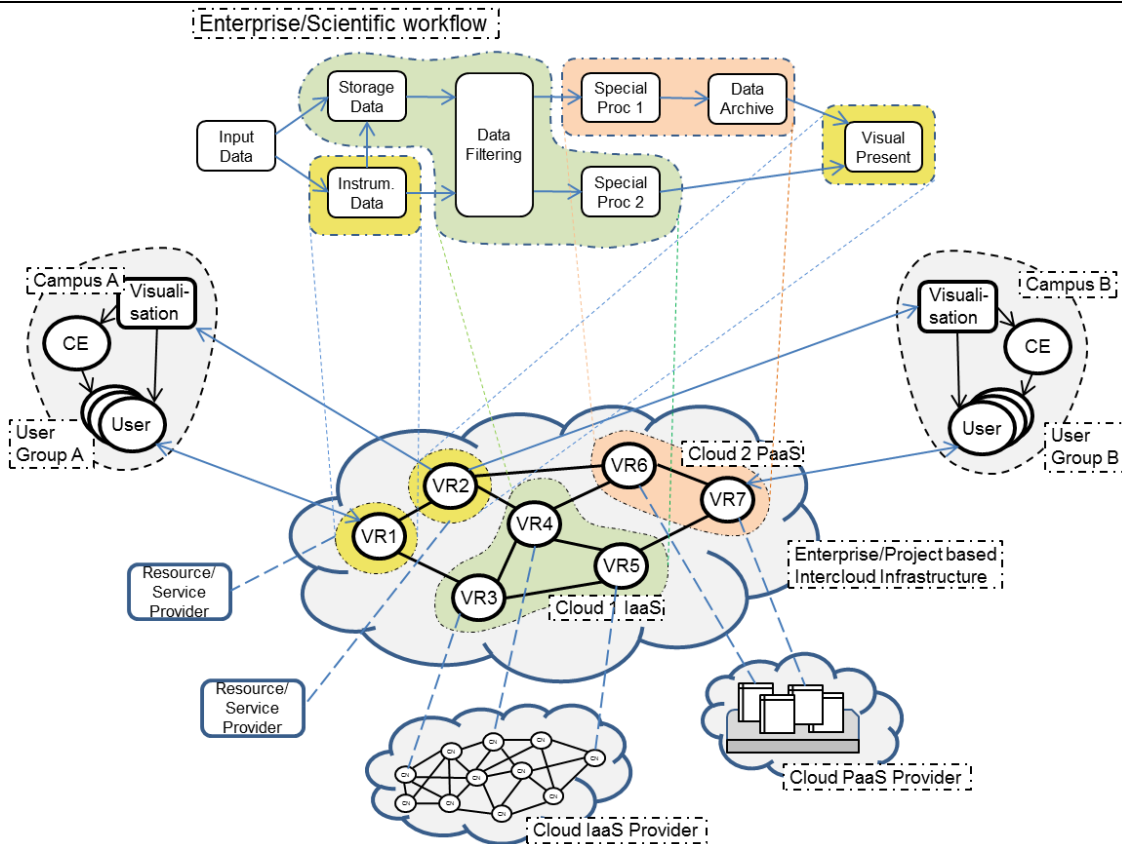 Enterprise/Scientific workflow
Storage
Data
Special
Proc 1
Data
Archive
Input
Data
Data
Filtering
Visual
Present
Instrum.
Data
Special
Proc 2
Campus A
Visuali-
sation
CE
User
User
Group A
Visuali-
sation
Campus B
CE
User
User
Group B
VR6
Cloud 2 PaaS
VR2
VR7
VR4
VR1
Enterprise/Project based
Intercloud Infrastructure
VR5
VR3
Cloud 1 IaaS
Resource/
Service
Provider
Resource/
Service
Provider
Cloud PaaS Provider
Cloud IaaS Provider